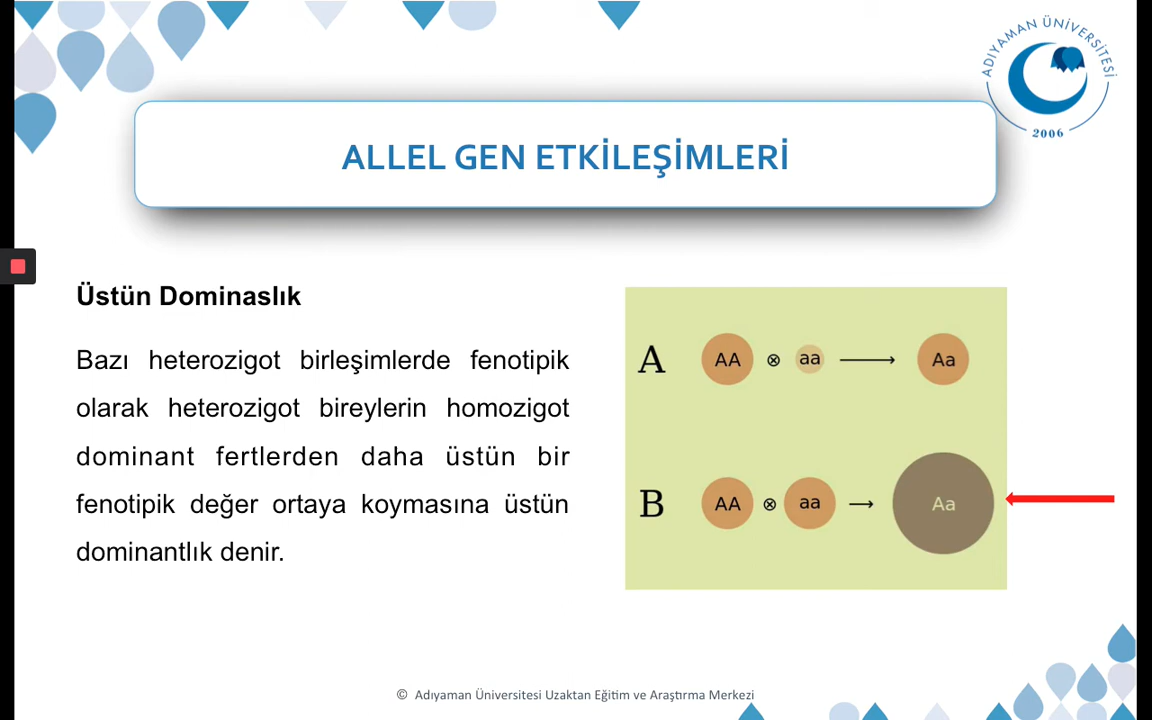 ADIYAMAN ÜNİVERSİTESİ
2006
ALLEL GEN ETKİLEŞİMLERİ
Üstün Dominaslık
Bazı heterozigot birleşimlerde fenotipik
olarak heterozigot bireylerin homozigot
dominant fertlerden daha üstün bir
fenotipik değer ortaya koymasına üstün
dominantlık denir.
A AA ⊗ aa → Aa
B AA ⊗ aa → Aa
© Adıyaman Üniversitesi Uzaktan Eğitim ve Araştırma Merkezi